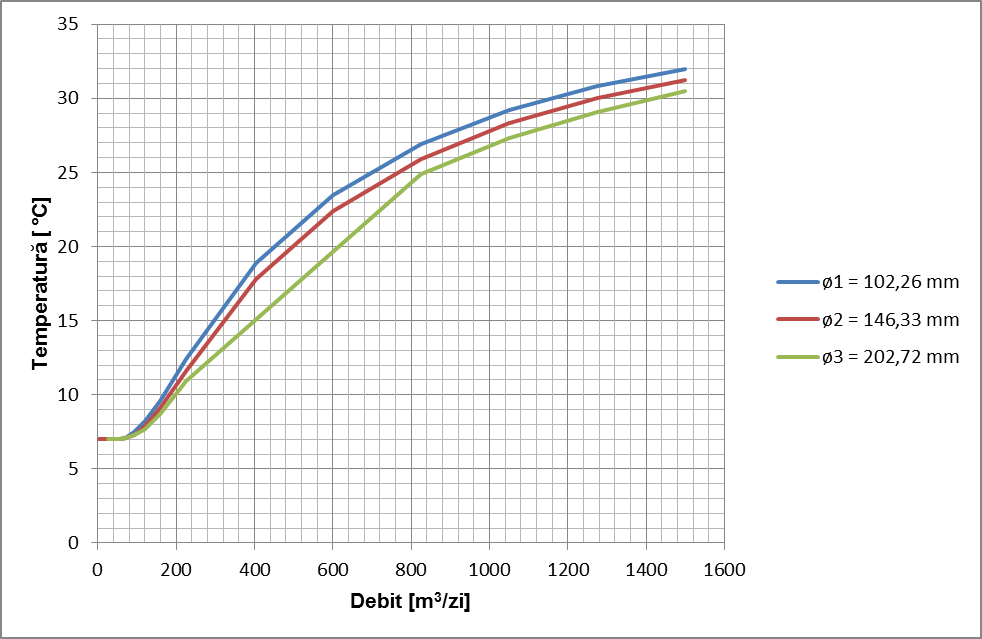 35
30
25
20
15
10
5
0
Temperatură [ °C]
0 200 400 600 800 1000 1200 1400 1600
Debit [m³/zi]
ø1 = 102,26 mm
ø2 = 146,33 mm
ø3 = 202,72 mm